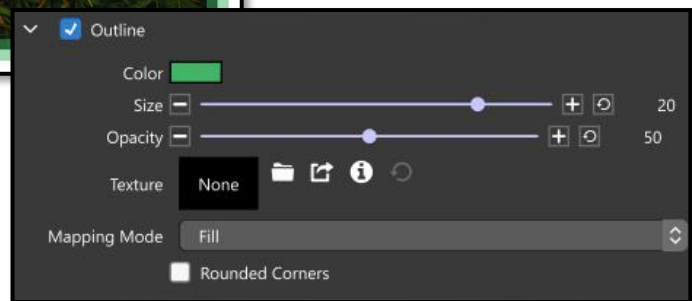 Outline
Color
Size 20
Opacity 50
Texture None
Mapping Mode Fill
Rounded Corners